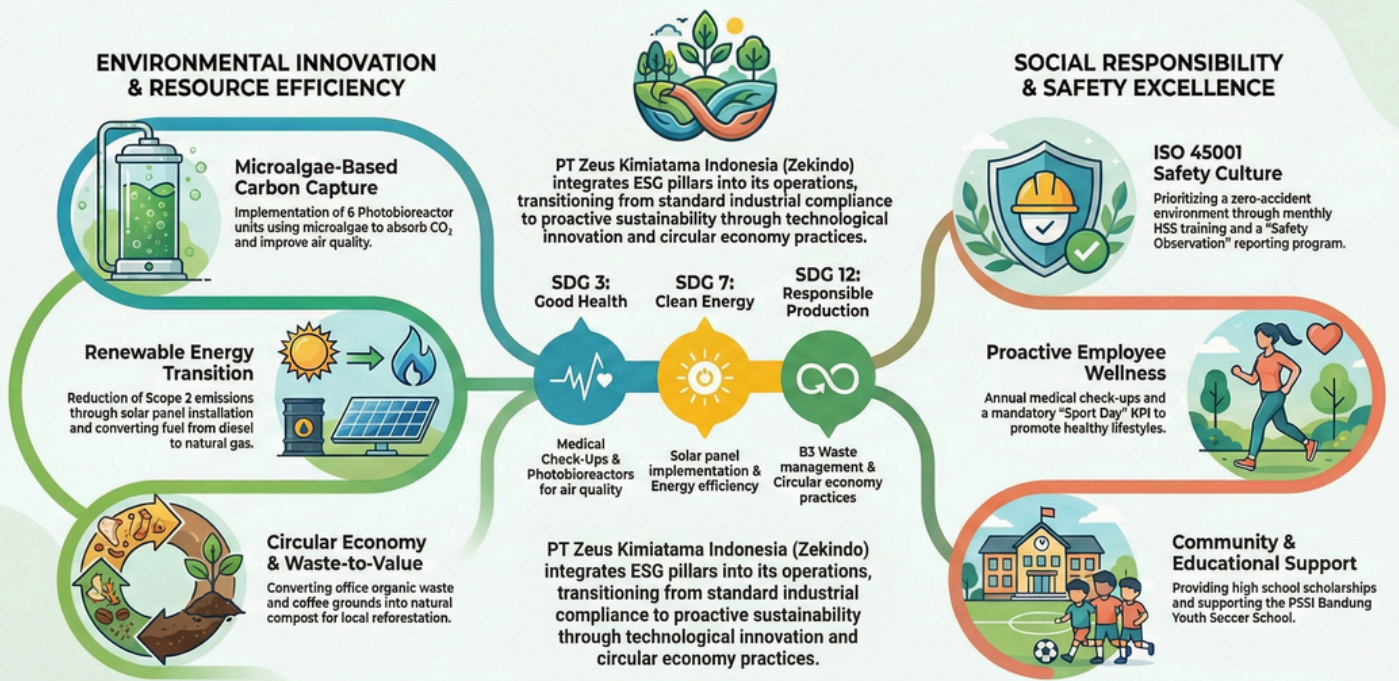 ENVIRONMENTAL INNOVATION
& RESOURCE EFFICIENCY
Microalgae-Based
Carbon Capture
Implementation of 6 Photobioreactor
units using microalgae to absorb CO₂
and improve air quality.
Renewable Energy
Transition
Reduction of Scope 2 emissions
through solar panel installation
and converting fuel from diesel
to natural gas.
Circular Economy
& Waste-to-Value
Converting office organic waste
and coffee grounds into natural
compost for local reforestation.
PT Zeus Kimiatama Indonesia (Zekindo)
integrates ESG pillars into its operations,
transitioning from standard industrial compliance
to proactive sustainability through technological
innovation and circular economy practices.
SDG 3:
Good Health
SDG 7:
Clean Energy
SDG 12:
Responsible
Production
Medical
Check-Ups &
Photobioreactors
for air quality
Solar panel
implementation &
Energy efficiency
B3 Waste
management &
Circular economy
practices
PT Zeus Kimiatama Indonesia (Zekindo)
integrates ESG pillars into its operations,
transitioning from standard industrial
compliance to proactive sustainability
through technological innovation and
circular economy practices.
SOCIAL RESPONSIBILITY
& SAFETY EXCELLENCE
ISO 45001
Safety Culture
Prioritizing a zero-accident
environment through monthly
HSS training and a “Safety
Observation” reporting program.
Proactive Employee
Wellness
Annual medical check-ups and
a mandatory “Sport Day” KPI to
promote healthy lifestyles.
Community &
Educational Support
Providing high school scholarships
and supporting the PSSI Bandung
Youth Seccer School.